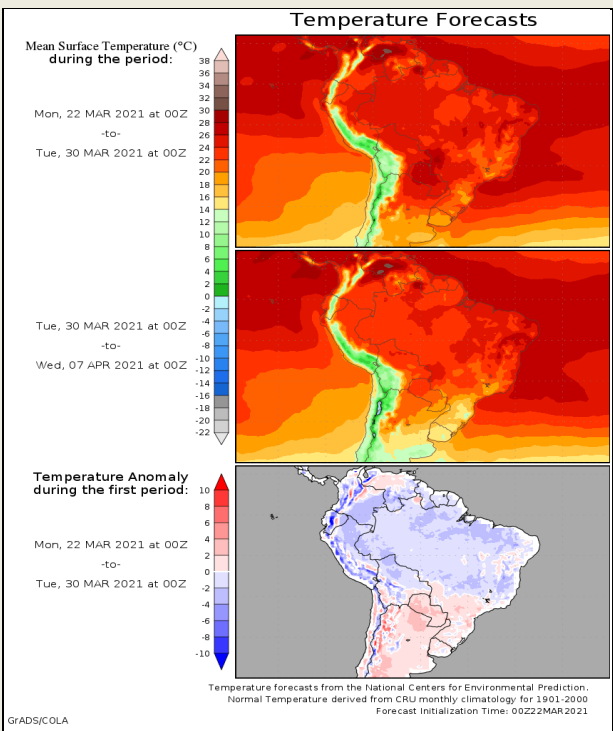 Temperature Forecasts
Mean Surface Temperature (°C)
during the period:
Mon, 22 MAR 2021 at 00Z
-to-
Tue, 30 MAR 2021 at 00Z
38
36
34
32
30
28
26
24
22
20
18
16
14
12
10
8
6
4
2
0
-2
-4
-6
-8
-10
-12
-14
-16
-18
-20
-22
Tue, 30 MAR 2021 at 00Z
-to-
Wed, 07 APR 2021 at 00Z
Temperature Anomaly
during the first period:
Mon, 22 MAR 2021 at 00Z
-to-
Tue, 30 MAR 2021 at 00Z
10
8
6
4
2
0
-2
-4
-6
-8
-10
Temperature forecasts from the National Centers for Environmental Prediction.
Normal Temperature derived from CRU monthly climatology for 1901-2000
Forecast Initialization Time: 00Z22MAR2021
GrADS/COLA